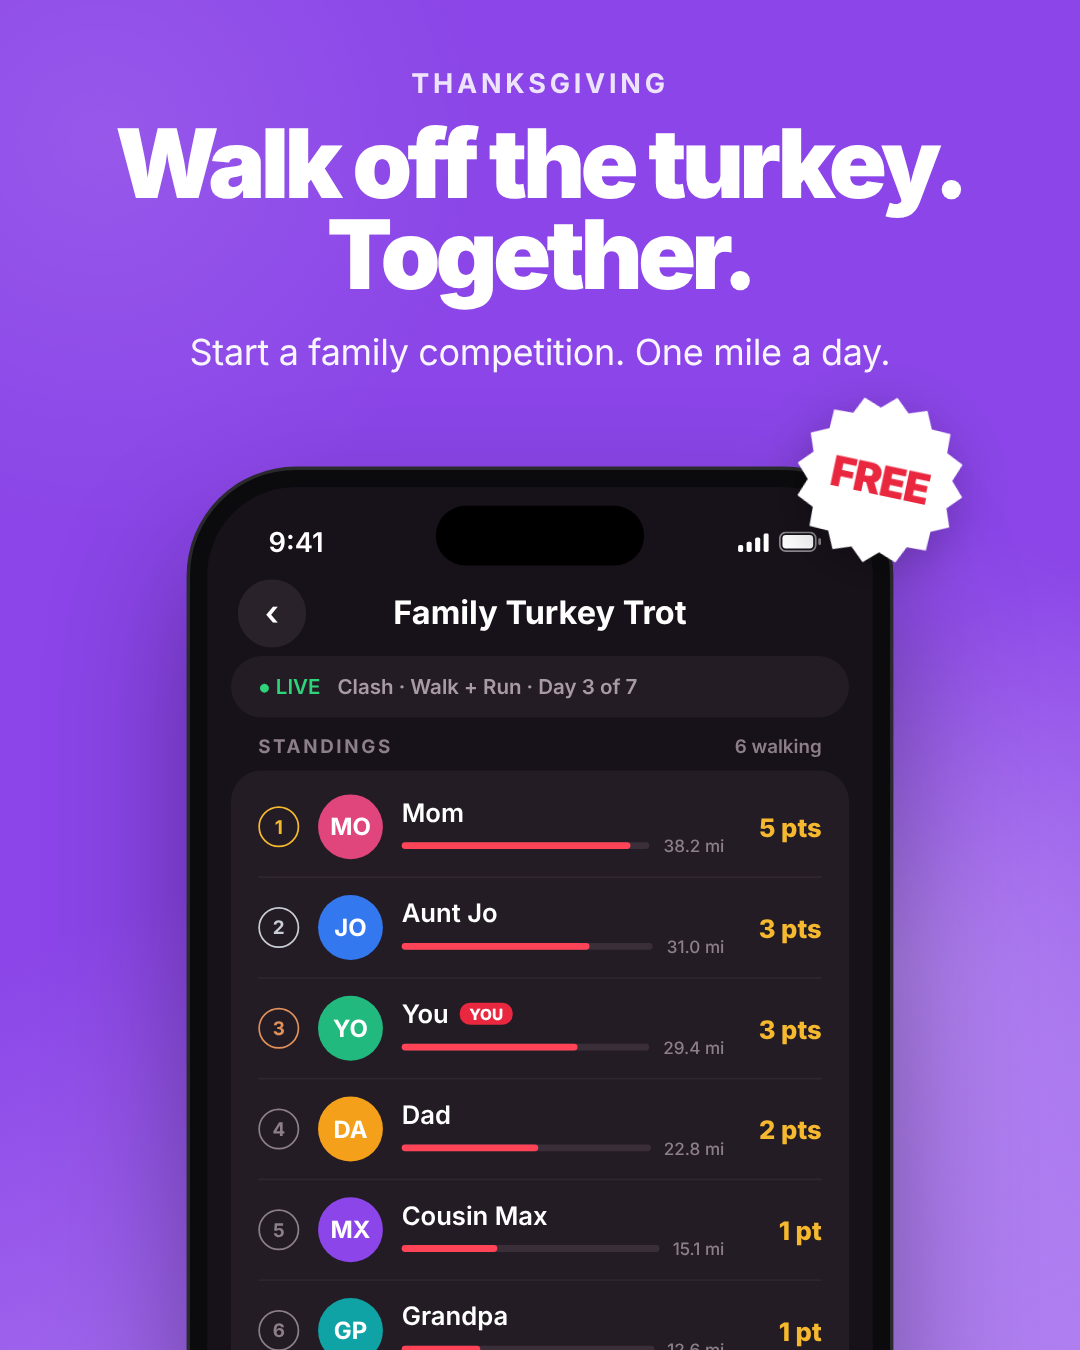 THANKSGIVING
Walk off the turkey.
Together.
Start a family competition. One mile a day.
FREE
9:41
Family Turkey Trot
LIVE Clash · Walk + Run · Day 3 of 7
STANDINGS 6 walking
1 MO Mom 38.2 mi 5 pts
2 JO Aunt Jo 31.0 mi 3 pts
3 YO You YOU 29.4 mi 3 pts
4 DA Dad 22.8 mi 2 pts
5 MX Cousin Max 15.1 mi 1 pt
6 GP Grandpa 12.6 mi 1 pt